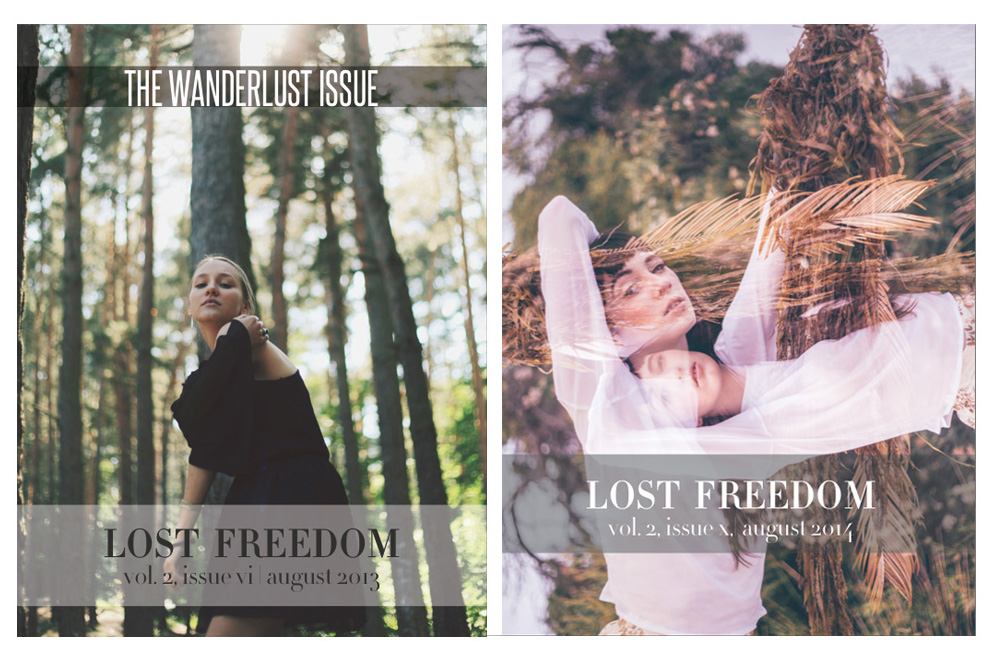 THE WANDERLUST ISSUE
LOST FREEDOM
vol. 2, issue vi | august 2013
LOST FREEDOM
vol. 2, issue x, august 2014